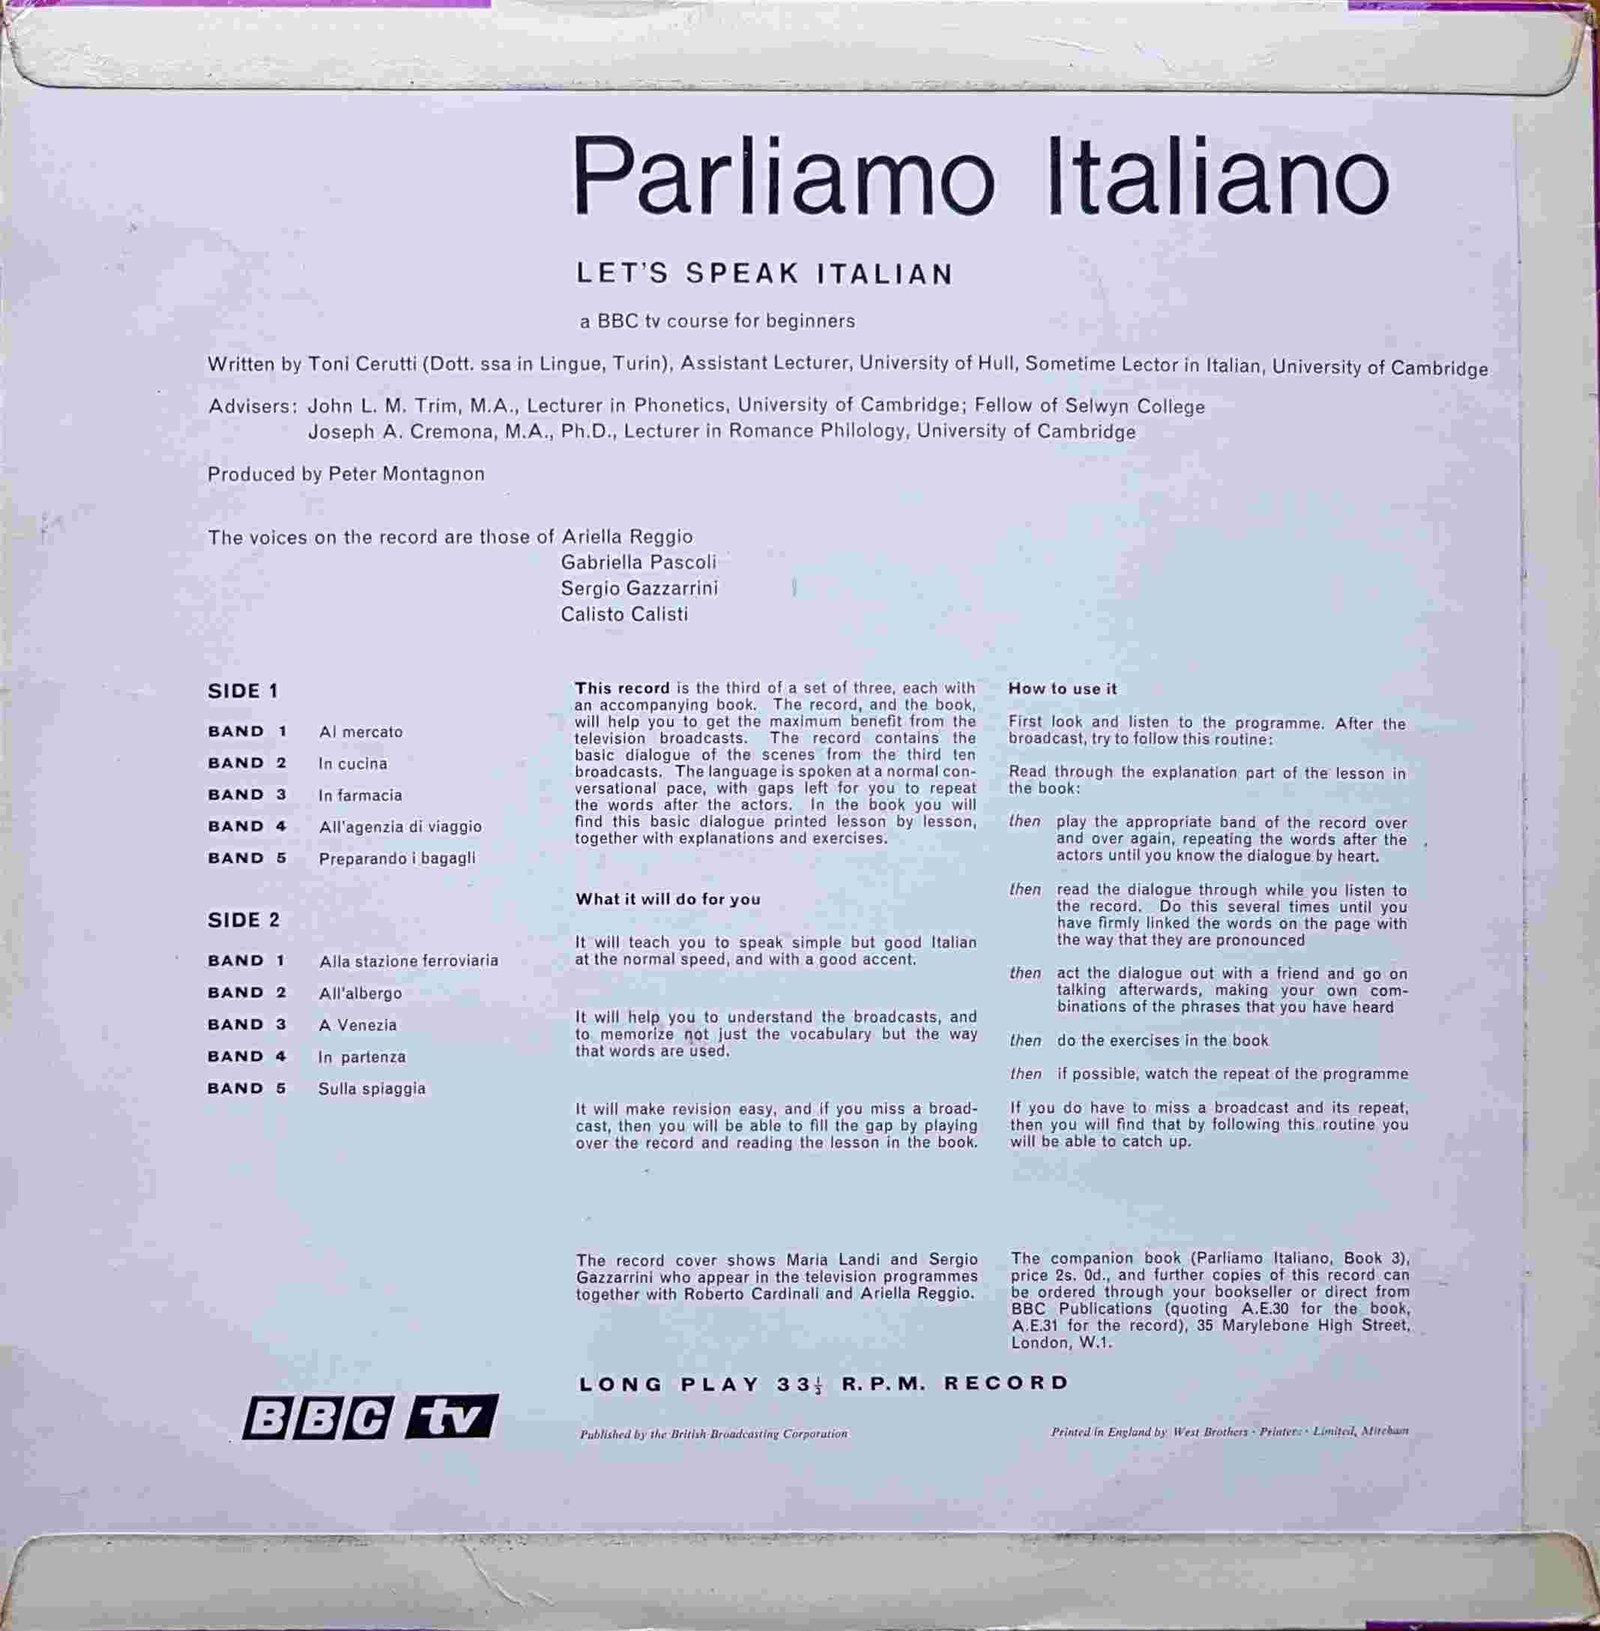 Parliamo Italiano
LET'S SPEAK ITALIAN
a BBC tv course for beginners
Written by Toni Cerutti (Dott. ssa in Lingue, Turin), Assistant Lecturer, University of Hull, Sometime Lector in Italian, University of Cambridge
Advisers: John L. M. Trim, M.A., Lecturer in Phonetics, University of Cambridge; Fellow of Selwyn College
Joseph A. Cremona, M.A., Ph.D., Lecturer in Romance Philology, University of Cambridge
Produced by Peter Montagnon
The voices on the record are those of Ariella Reggio
Gabriella Pascoli
Sergio Gazzarrini
Calisto Calisti
SIDE 1
BAND 1 Al mercato
BAND 2 In cucina
BAND 3 In farmacia
BAND 4 All'agenzia di viaggio
BAND 5 Preparando i bagagli
SIDE 2
BAND 1 Alla stazione ferroviaria
BAND 2 All'albergo
BAND 3 A Venezia
BAND 4 In partenza
BAND 5 Sulla spiaggia
This record is the third of a set of three, each with
an accompanying book. The record, and the book,
will help you to get the maximum benefit from the
television broadcasts. The record contains the
basic dialogue of the scenes from the third ten
broadcasts. The language is spoken at a normal con-
versational pace, with gaps left for you to repeat
the words after the actors. In the book you will
find this basic dialogue printed lesson by lesson,
together with explanations and exercises.
What it will do for you
It will teach you to speak simple but good Italian
at the normal speed, and with a good accent.
It will help you to understand the broadcasts, and
to memorize not just the vocabulary but the way
that words are used.
It will make revision easy, and if you miss a broad-
cast, then you will be able to fill the gap by playing
over the record and reading the lesson in the book.
How to use it
First look and listen to the programme. After the
broadcast, try to follow this routine:
Read through the explanation part of the lesson in
the book:
then play the appropriate band of the record over
and over again, repeating the words after the
actors until you know the dialogue by heart.
then read the dialogue through while you listen to
the record. Do this several times until you
have firmly linked the words on the page with
the way that they are pronounced
then act the dialogue out with a friend and go on
talking afterwards, making your own com-
binations of the phrases that you have heard
then do the exercises in the book
then if possible, watch the repeat of the programme
If you do have to miss a broadcast and its repeat,
then you will find that by following this routine you
will be able to catch up.
The record cover shows Maria Landi and Sergio
Gazzarrini who appear in the television programmes
together with Roberto Cardinali and Ariella Reggio.
The companion book (Parliamo Italiano, Book 3),
price 2s. 0d., and further copies of this record can
be ordered through your bookseller or direct from
BBC Publications (quoting A.E.30 for the book,
A.E.31 for the record), 35 Marylebone High Street,
London, W.1.
LONG PLAY 33⅓ R.P.M. RECORD
BBC tv
Published by the British Broadcasting Corporation
Printed in England by West Brothers · Printers · Limited, Mitcham